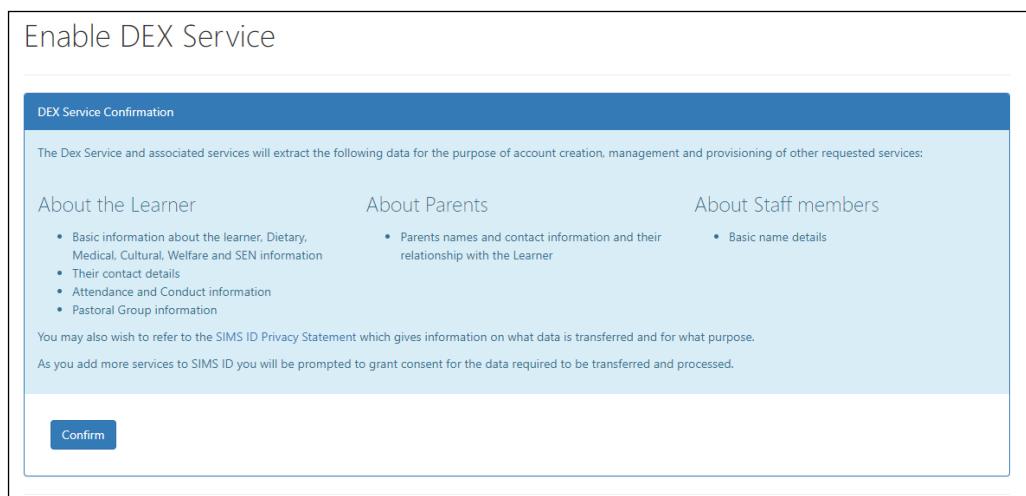 Enable DEX Service
DEX Service Confirmation
The Dex Service and associated services will extract the following data for the purpose of account creation, management and provisioning of other requested services:
About the Learner
• Basic information about the learner, Dietary,
Medical, Cultural, Welfare and SEN information
• Their contact details
• Attendance and Conduct information
• Pastoral Group information
About Parents
• Parents names and contact information and their
relationship with the Learner
About Staff members
• Basic name details
You may also wish to refer to the SIMS ID Privacy Statement which gives information on what data is transferred and for what purpose.
As you add more services to SIMS ID you will be prompted to grant consent for the data required to be transferred and processed.
Confirm